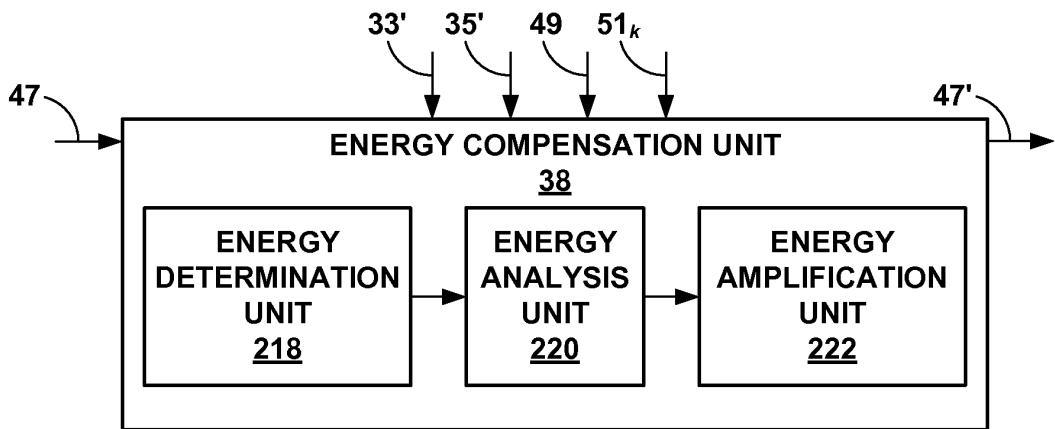 33' 35' 49 51k
47 47'
ENERGY COMPENSATION UNIT
38
ENERGY DETERMINATION UNIT 218
ENERGY ANALYSIS UNIT 220
ENERGY AMPLIFICATION UNIT 222